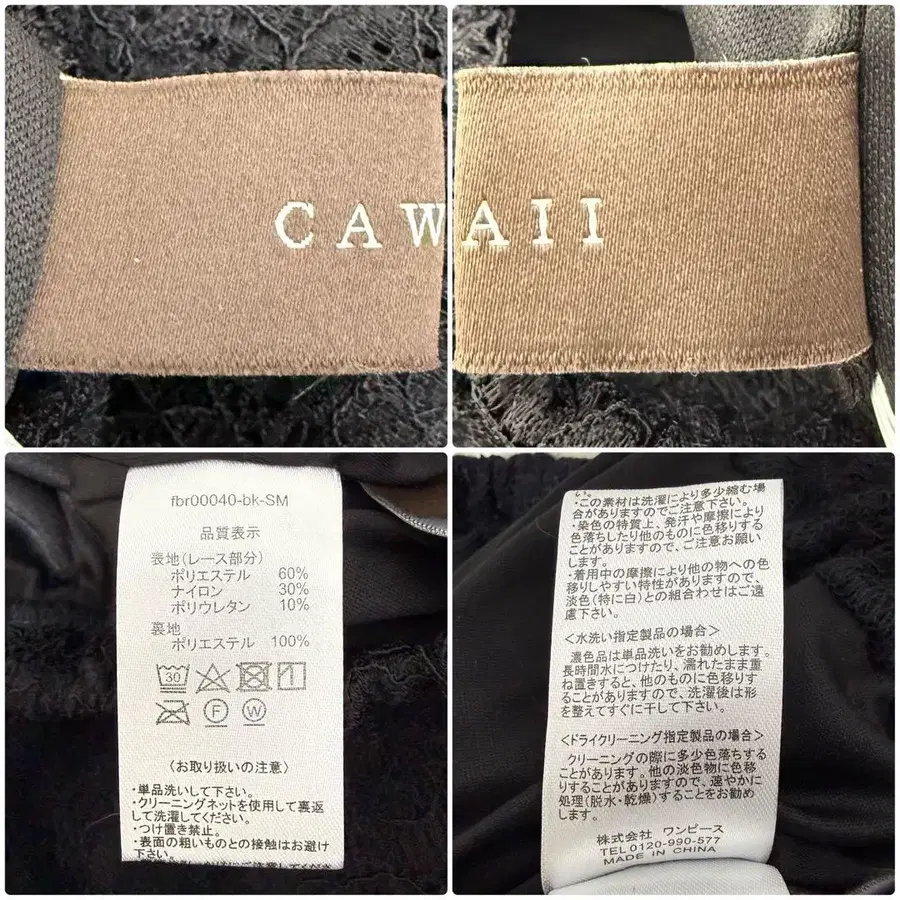 CAWAII
fbr00040-bk-SM
品質表示
表地(レース部分)
ポリエステル 60%
ナイロン 30%
ポリウレタン 10%
裏地
ポリエステル 100%
30
F
W
〈お取り扱いの注意〉
・単品洗いして下さい。
・クリーニングネットを使用して裏返
して洗濯してください。
・つけ置き禁止。
・表面の粗いものとの接触はお避け
下さい。
い。
・この素材は洗濯により多少縮む場
合がありますのでご注意下さい。
・染色の特質上、発汗や摩擦により
色落ちしたり他のものに色移りする
ことがありますので、ご注意お願い
します。
・着用中の摩擦により他の物への色
移りしやすい特性がありますので、
淡色(特に白)との組合わせはご遠
慮下さい。
〈水洗い指定製品の場合〉
濃色品は単品洗いをお勧めします。
長時間水につけたり、濡れたまま重
ね置きすると、他のものに色移りす
ることがありますので、洗濯後は形
を整えてすぐに干して下さい。
〈ドライクリーニング指定製品の場合〉
クリーニングの際に多少色落ちする
ことがあります。他の淡色物に色移
りすることがありますので、速やかに
処理(脱水・乾燥)することをお勧め
します。
株式会社 ワンピース
TEL0120-990-577
MADE IN CHINA